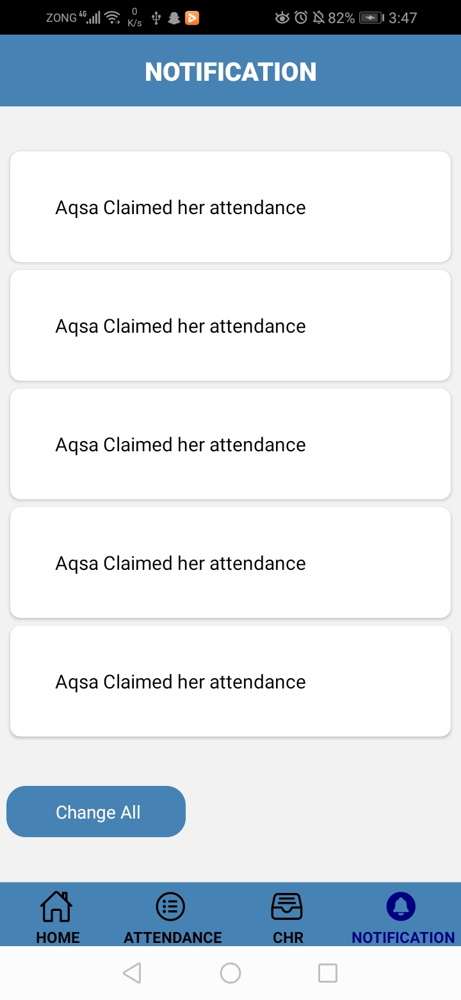 ZONG 4G 0 K/s 82% 3:47
NOTIFICATION
Aqsa Claimed her attendance
Aqsa Claimed her attendance
Aqsa Claimed her attendance
Aqsa Claimed her attendance
Aqsa Claimed her attendance
Change All
HOME ATTENDANCE CHR NOTIFICATION